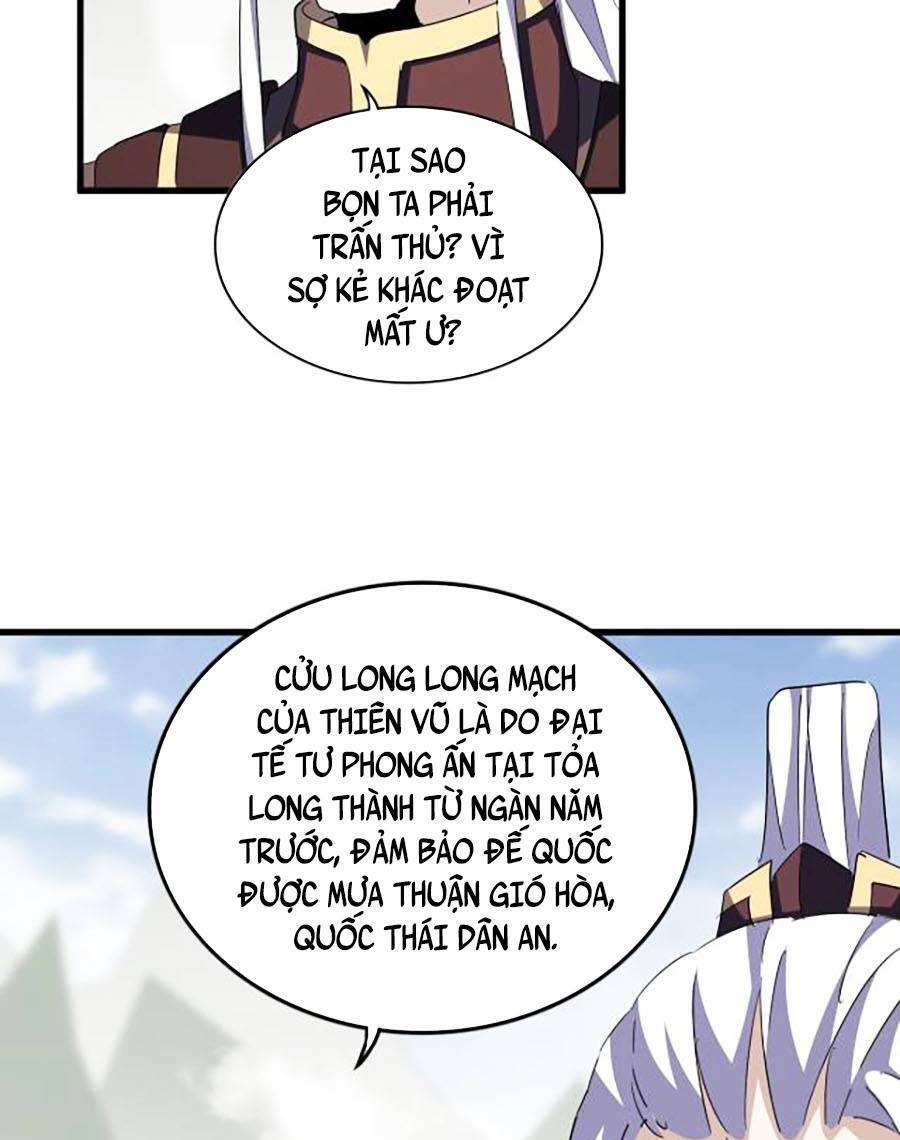 TẠI SAO
BỌN TA PHẢI
TRẤN THỦ? VÌ
SỢ KẺ KHÁC ĐOẠT
MẤT Ư?
CỬU LONG LONG MẠCH
CỦA THIÊN VŨ LÀ DO ĐẠI
TẾ TƯ PHONG ẤN TẠI TỎA
LONG THÀNH TỪ NGÀN NĂM
TRƯỚC, ĐẢM BẢO ĐẾ QUỐC
ĐƯỢC MƯA THUẬN GIÓ HÒA,
QUỐC THÁI DÂN AN.